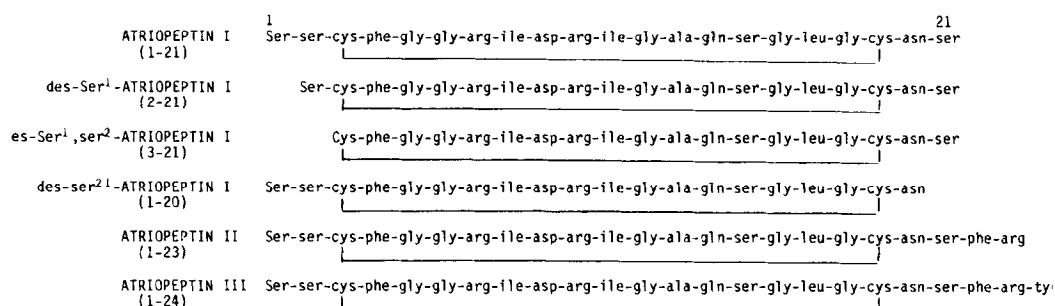 1 21
ATRIOPEPTIN I Ser-ser-cys-phe-gly-gly-arg-ile-asp-arg-ile-gly-ala-gln-ser-gly-leu-gly-cys-asn-ser
(1-21)
des-Ser¹-ATRIOPEPTIN I Ser-cys-phe-gly-gly-arg-ile-asp-arg-ile-gly-ala-gln-ser-gly-leu-gly-cys-asn-ser
(2-21)
es-Ser¹,ser²-ATRIOPEPTIN I Cys-phe-gly-gly-arg-ile-asp-arg-ile-gly-ala-gln-ser-gly-leu-gly-cys-asn-ser
(3-21)
des-ser²¹-ATRIOPEPTIN I Ser-ser-cys-phe-gly-gly-arg-ile-asp-arg-ile-gly-ala-gln-ser-gly-leu-gly-cys-asn
(1-20)
ATRIOPEPTIN II Ser-ser-cys-phe-gly-gly-arg-ile-asp-arg-ile-gly-ala-gln-ser-gly-leu-gly-cys-asn-ser-phe-arg
(1-23)
ATRIOPEPTIN III Ser-ser-cys-phe-gly-gly-arg-ile-asp-arg-ile-gly-ala-gln-ser-gly-leu-gly-cys-asn-ser-phe-arg-ty
(1-24)